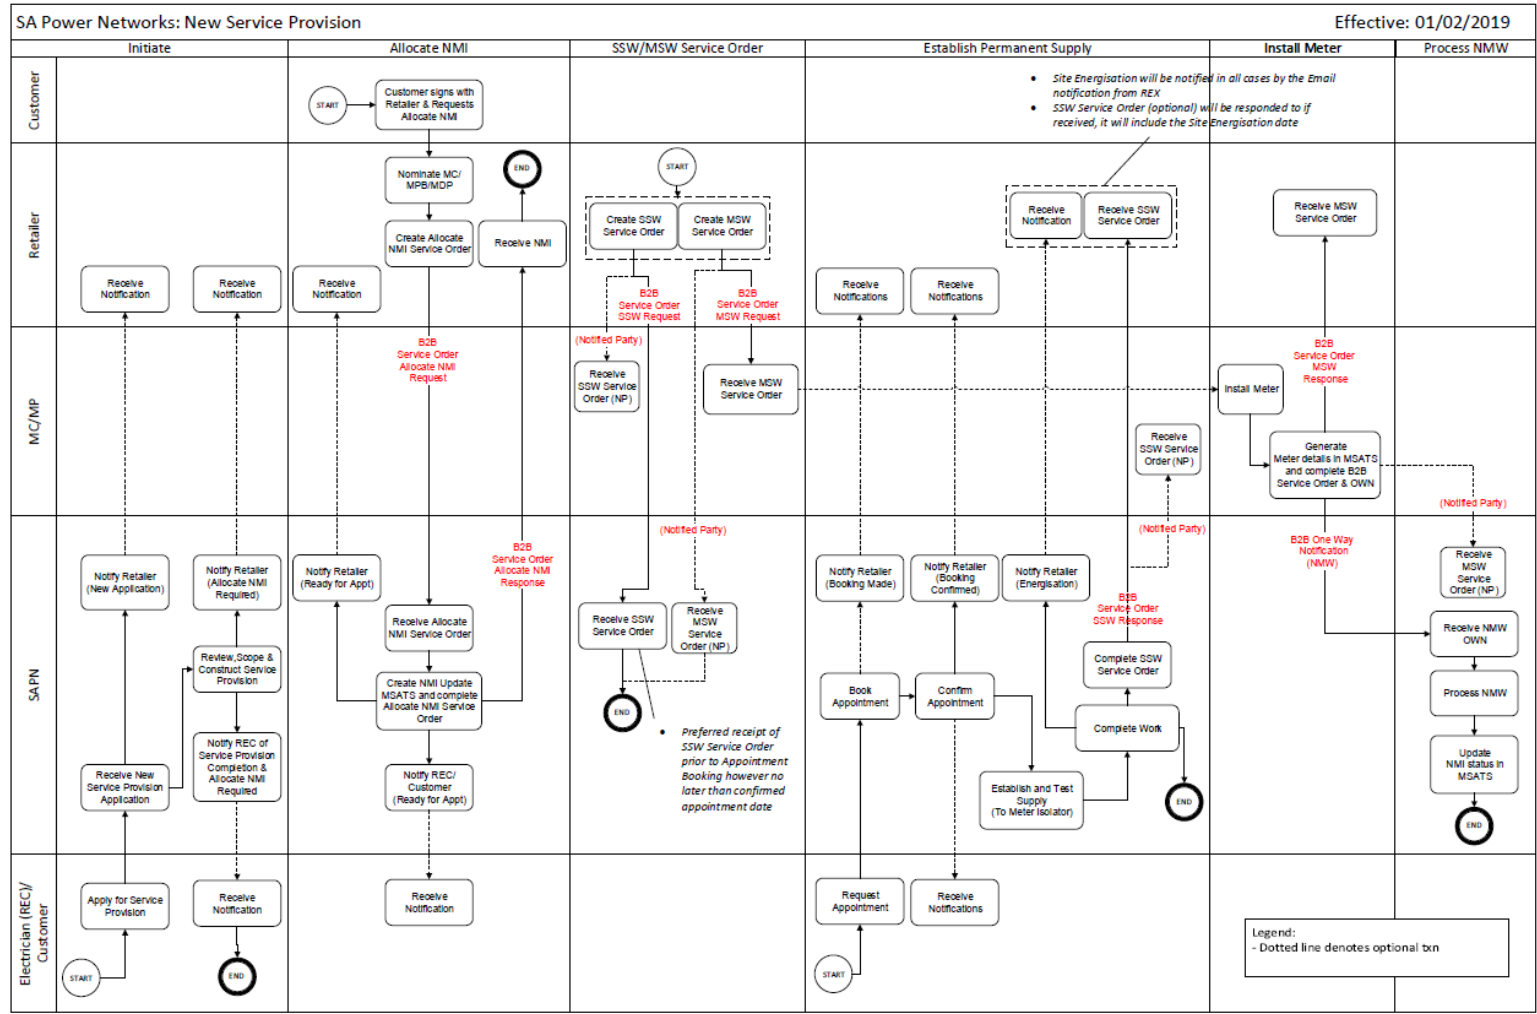 SA Power Networks: New Service Provision
Effective: 01/02/2019
Initiate
Allocate NMI
SSW/MSW Service Order
Establish Permanent Supply
Install Meter
Process NMW
Customer
START
Customer signs with
Retailer & Requests
Allocate NMI
• Site Energisation will be notified in all cases by the Email
notification from REX
• SSW Service Order (optional) will be responded to if
received, it will include the Site Energisation date
Retailer
Nominate MC/
MPB/MDP
END
Create Allocate
NMI Service Order
Receive NMI
Receive
Notification
Receive
Notification
Receive
Notification
START
Create SSW
Service Order
Create MSW
Service Order
B2B
Service Order
SSW Request
B2B
Service Order
MSW Request
Receive
Notifications
Receive
Notifications
Receive
Notification
Receive SSW
Service Order
Receive MSW
Service Order
MC/MP
B2B
Service Order
Allocate NMI
Request
(Notified Party)
Receive
SSW Service
Order (NP)
Receive MSW
Service Order
Receive
SSW Service
Order (NP)
Install Meter
B2B
Service Order
MSW
Response
Generate
Meter details in MSATS
and complete B2B
Service Order & OWN
(Notified Party)
SAPN
Notify Retailer
(New Application)
Notify Retailer
(Allocate NMI
Required)
Review,Scope &
Construct Service
Provision
Notify REC of
Service Provision
Completion &
Allocate NMI
Required
Receive New
Service Provision
Application
Notify Retailer
(Ready for Appt)
B2B
Service Order
Allocate NMI
Response
Receive Allocate
NMI Service Order
Create NMI Update
MSATS and complete
Allocate NMI Service
Order
Notify REC/
Customer
(Ready for Appt)
(Notified Party)
Receive SSW
Service Order
Receive
MSW
Service
Order (NP)
END
• Preferred receipt of
SSW Service Order
prior to Appointment
Booking however no
later than confirmed
appointment date
Notify Retailer
(Booking Made)
Notify Retailer
(Booking
Confirmed)
Notify Retailer
(Energisation)
(Notified Party)
B2B
Service Order
SSW Response
Complete SSW
Service Order
Book
Appointment
Confirm
Appointment
Complete Work
Establish and Test
Supply
(To Meter Isolator)
END
B2B One Way
Notification
(NMW)
Receive
MSW
Service
Order (NP)
Receive NMW
OWN
Process NMW
Update
NMI status in
MSATS
END
Electrician (REC)/
Customer
Apply for Service
Provision
START
Receive
Notification
END
Receive
Notification
Request
Appointment
START
Receive
Notifications
Legend:
- Dotted line denotes optional txn